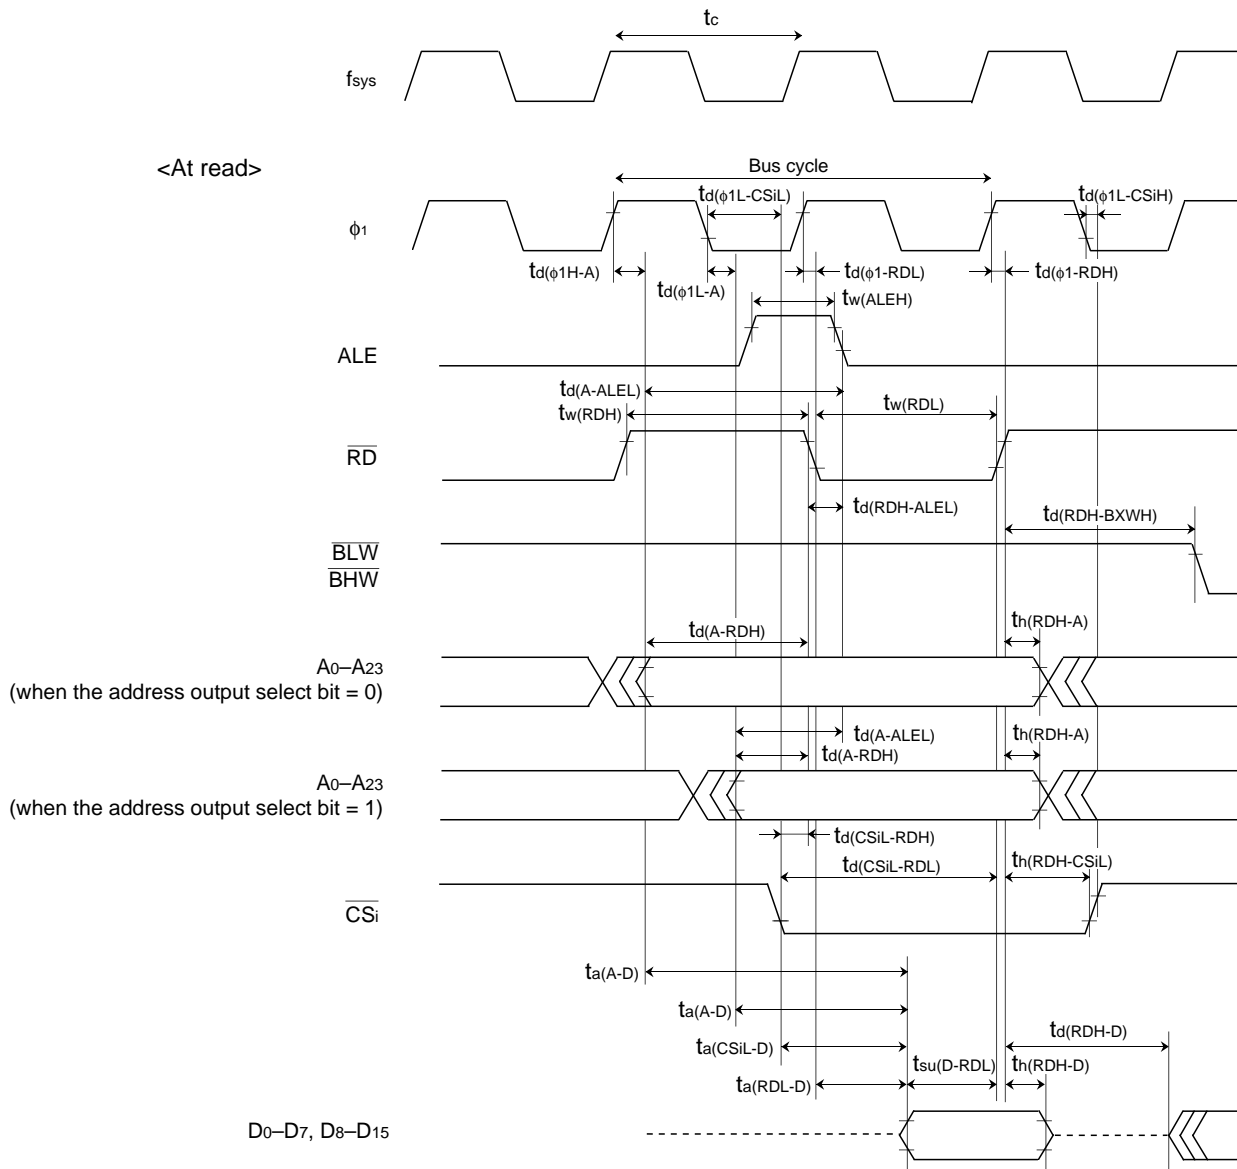 tc
fsys
<At read>
Bus cycle
td(ϕ1L-CSiL)
td(ϕ1L-CSiH)
ϕ1
td(ϕ1H-A)
td(ϕ1-RDL)
td(ϕ1-RDH)
td(ϕ1L-A)
tw(ALEH)
ALE
td(A-ALEL)
tw(RDH)
tw(RDL)
RD
td(RDH-ALEL)
td(RDH-BXWH)
BLW
BHW
th(RDH-A)
td(A-RDH)
A0–A23
(when the address output select bit = 0)
td(A-ALEL)
th(RDH-A)
td(A-RDH)
A0–A23
(when the address output select bit = 1)
td(CSiL-RDH)
td(CSiL-RDL)
th(RDH-CSiL)
CSi
ta(A-D)
ta(A-D)
td(RDH-D)
ta(CSiL-D)
tsu(D-RDL)
th(RDH-D)
ta(RDL-D)
D0–D7, D8–D15